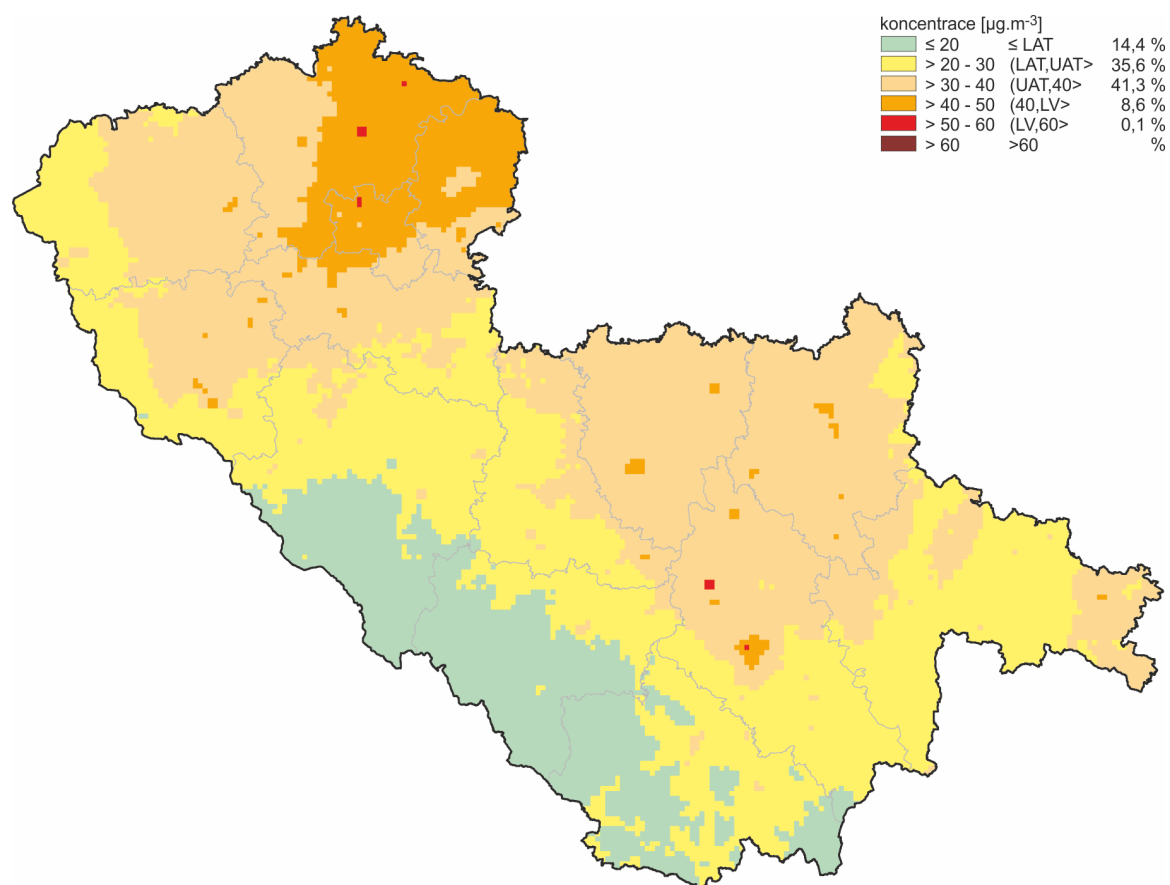 koncentrace [µg.m-3]
≤ 20 ≤ LAT 14,4 %
> 20 - 30 (LAT,UAT> 35,6 %
> 30 - 40 (UAT,40> 41,3 %
> 40 - 50 (40,LV> 8,6 %
> 50 - 60 (LV,60> 0,1 %
> 60 >60 %